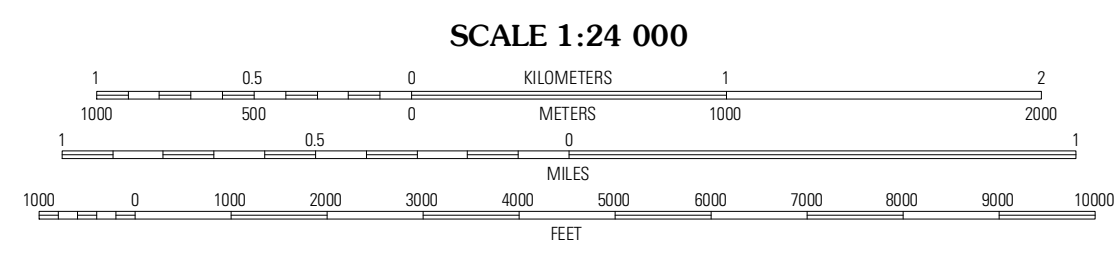 SCALE 1:24 000
1 0.5 0 KILOMETERS 1 2
1000 500 0 METERS 1000 2000
1 0.5 0 1
MILES
1000 0 1000 2000 3000 4000 5000 6000 7000 8000 9000 10000
FEET